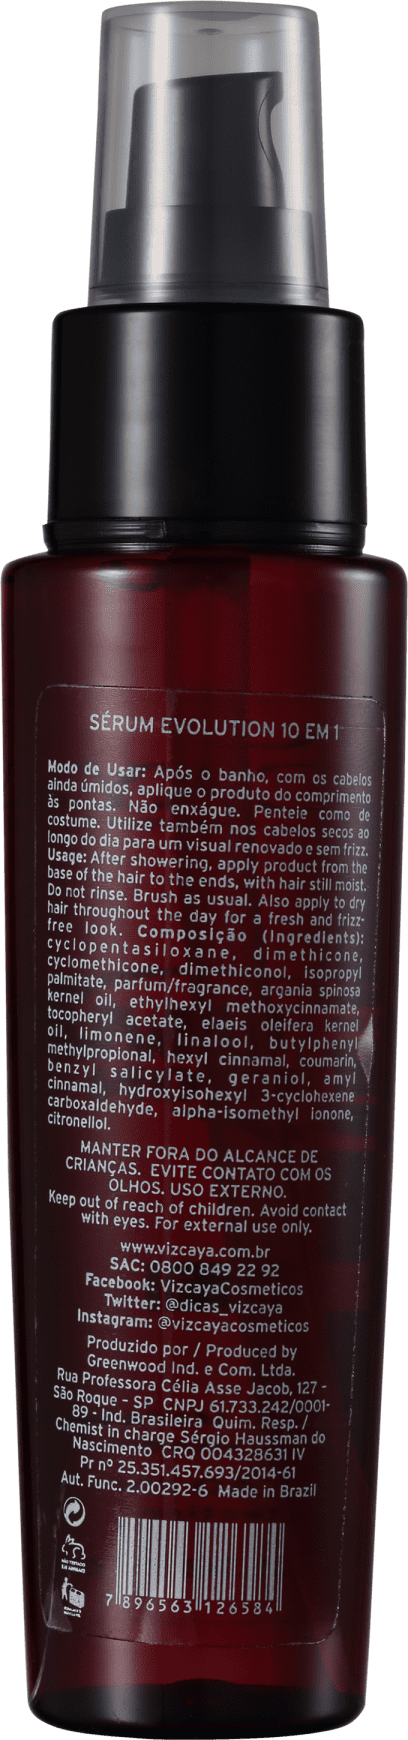 SÉRUM EVOLUTION 10 EM 1
Modo de Usar: Após o banho, com os cabelos
ainda úmidos, aplique o produto do comprimento
às pontas. Não enxágue. Penteie como de
costume. Utilize também nos cabelos secos ao
longo do dia para um visual renovado e sem frizz.
Usage: After showering, apply product from the
base of the hair to the ends, with hair still moist.
Do not rinse. Brush as usual. Also apply to dry
hair throughout the day for a fresh and frizz-
free look. Composição (Ingredients):
cyclopentasiloxane, dimethicone,
cyclomethicone, dimethiconol, isopropyl
palmitate, parfum/fragrance, argania spinosa
kernel oil, ethylhexyl methoxycinnamate,
tocopheryl acetate, elaeis oleifera kernel
oil, limonene, linalool, butylphenyl
methylpropional, hexyl cinnamal, coumarin,
benzyl salicylate, geraniol, amyl
cinnamal, hydroxyisohexyl 3-cyclohexene
carboxaldehyde, alpha-isomethyl ionone,
citronellol.
MANTER FORA DO ALCANCE DE
CRIANÇAS. EVITE CONTATO COM OS
OLHOS. USO EXTERNO.
Keep out of reach of children. Avoid contact
with eyes. For external use only.
www.vizcaya.com.br
SAC: 0800 849 22 92
Facebook: VizcayaCosmeticos
Twitter: @dicas_vizcaya
Instagram: @vizcayacosmeticos
Produzido por / Produced by
Greenwood Ind. e Com. Ltda.
Rua Professora Célia Asse Jacob, 127 -
São Roque - SP CNPJ 61.733.242/0001-
89 - Ind. Brasileira Quim. Resp. /
Chemist in charge Sérgio Haussman do
Nascimento CRQ 004328631 IV
Pr nº 25.351.457.693/2014-61
Aut. Func. 2.00292-6 Made in Brazil
NÃO TESTADO
EM ANIMAIS
7 896563 126584